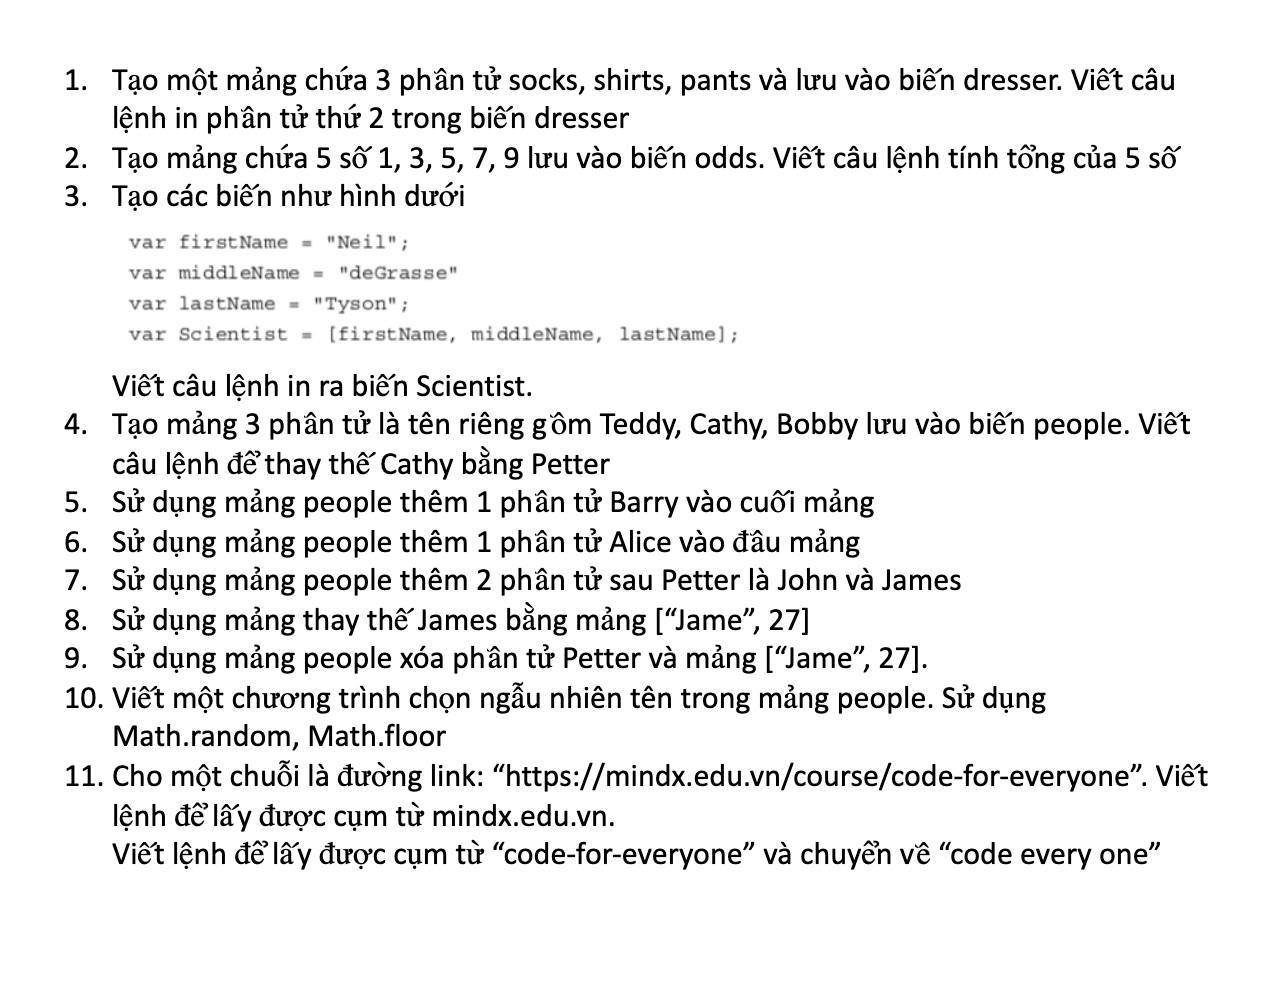 1. Tạo một mảng chứa 3 phần tử socks, shirts, pants và lưu vào biến dresser. Viết câu
lệnh in phần tử thứ 2 trong biến dresser
2. Tạo mảng chứa 5 số 1, 3, 5, 7, 9 lưu vào biến odds. Viết câu lệnh tính tổng của 5 số
3. Tạo các biến như hình dưới
var firstName = "Neil";
var middleName = "deGrasse"
var lastName = "Tyson";
var Scientist = [firstName, middleName, lastName];
Viết câu lệnh in ra biến Scientist.
4. Tạo mảng 3 phần tử là tên riêng gồm Teddy, Cathy, Bobby lưu vào biến people. Viết
câu lệnh để thay thế Cathy bằng Petter
5. Sử dụng mảng people thêm 1 phần tử Barry vào cuối mảng
6. Sử dụng mảng people thêm 1 phần tử Alice vào đầu mảng
7. Sử dụng mảng people thêm 2 phần tử sau Petter là John và James
8. Sử dụng mảng thay thế James bằng mảng [“Jame”, 27]
9. Sử dụng mảng people xóa phần tử Petter và mảng [“Jame”, 27].
10. Viết một chương trình chọn ngẫu nhiên tên trong mảng people. Sử dụng
Math.random, Math.floor
11. Cho một chuỗi là đường link: “https://mindx.edu.vn/course/code-for-everyone”. Viết
lệnh để lấy được cụm từ mindx.edu.vn.
Viết lệnh để lấy được cụm từ “code-for-everyone” và chuyển về “code every one”